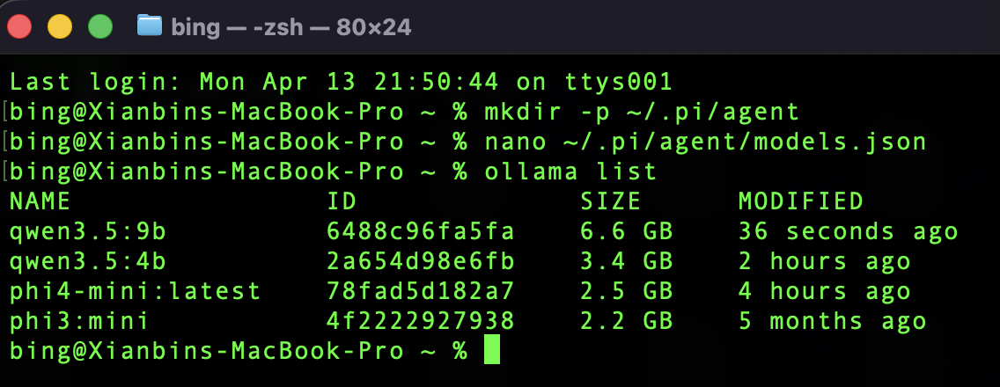 bing — -zsh — 80×24
Last login: Mon Apr 13 21:50:44 on ttys001
[bing@Xianbins-MacBook-Pro ~ % mkdir -p ~/.pi/agent
[bing@Xianbins-MacBook-Pro ~ % nano ~/.pi/agent/models.json
[bing@Xianbins-MacBook-Pro ~ % ollama list
NAME ID SIZE MODIFIED
qwen3.5:9b 6488c96fa5fa 6.6 GB 36 seconds ago
qwen3.5:4b 2a654d98e6fb 3.4 GB 2 hours ago
phi4-mini:latest 78fad5d182a7 2.5 GB 4 hours ago
phi3:mini 4f2222927938 2.2 GB 5 months ago
bing@Xianbins-MacBook-Pro ~ %